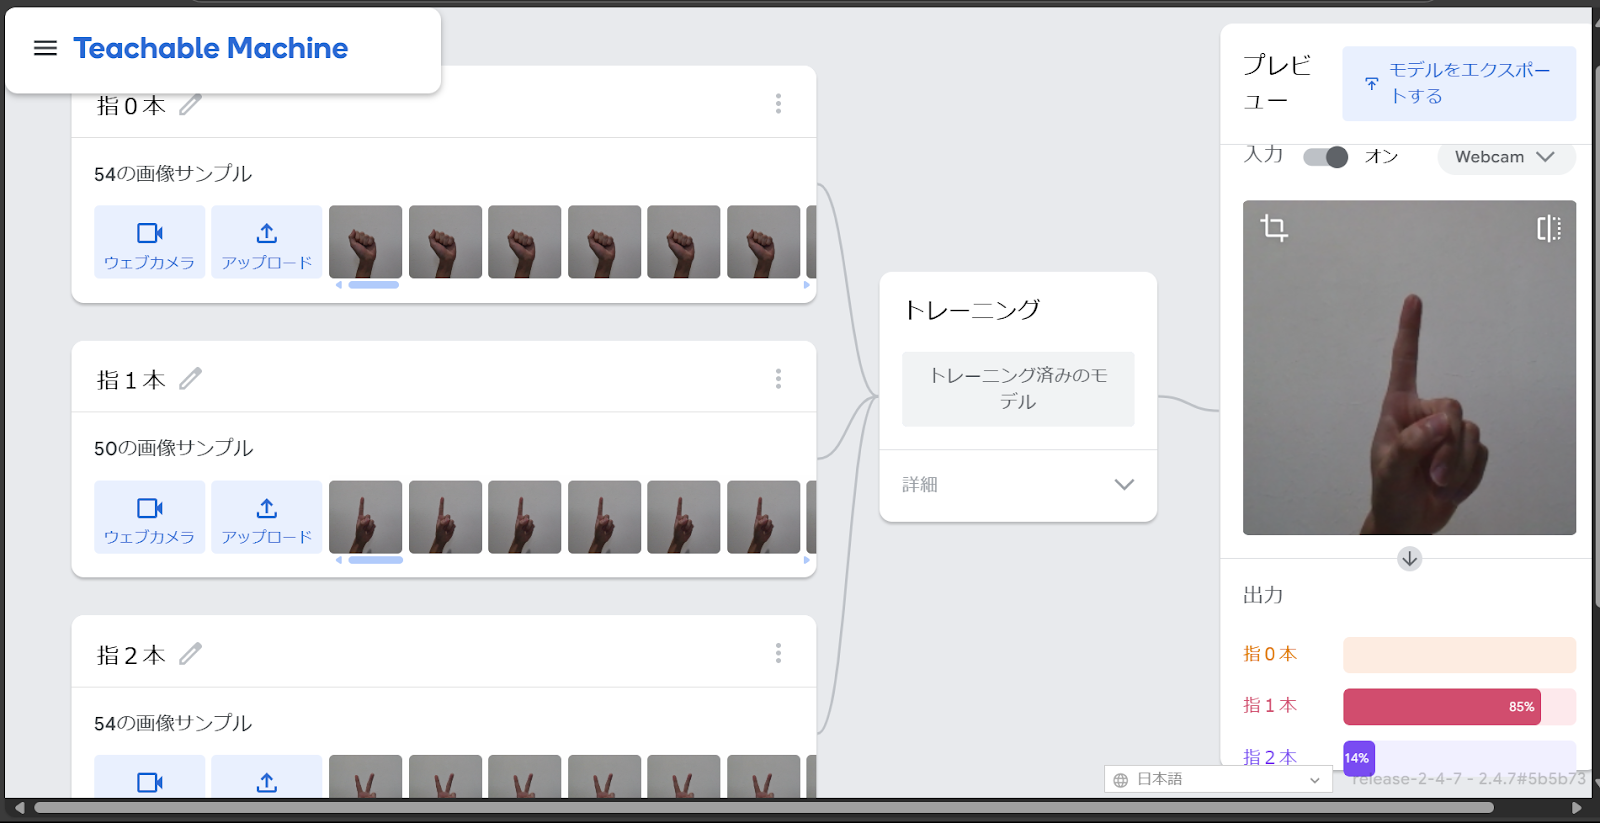 Teachable Machine
指0本
54の画像サンプル
ウェブカメラ
アップロード
指1本
50の画像サンプル
ウェブカメラ
アップロード
指2本
54の画像サンプル
トレーニング
トレーニング済みのモ
デル
詳細
プレビ
ュー
モデルをエクスポー
トする
入力
オン
Webcam
出力
指0本
指1本
85%
指2本
14%
日本語
release-2-4-7 - 2.4.7#5b5b73